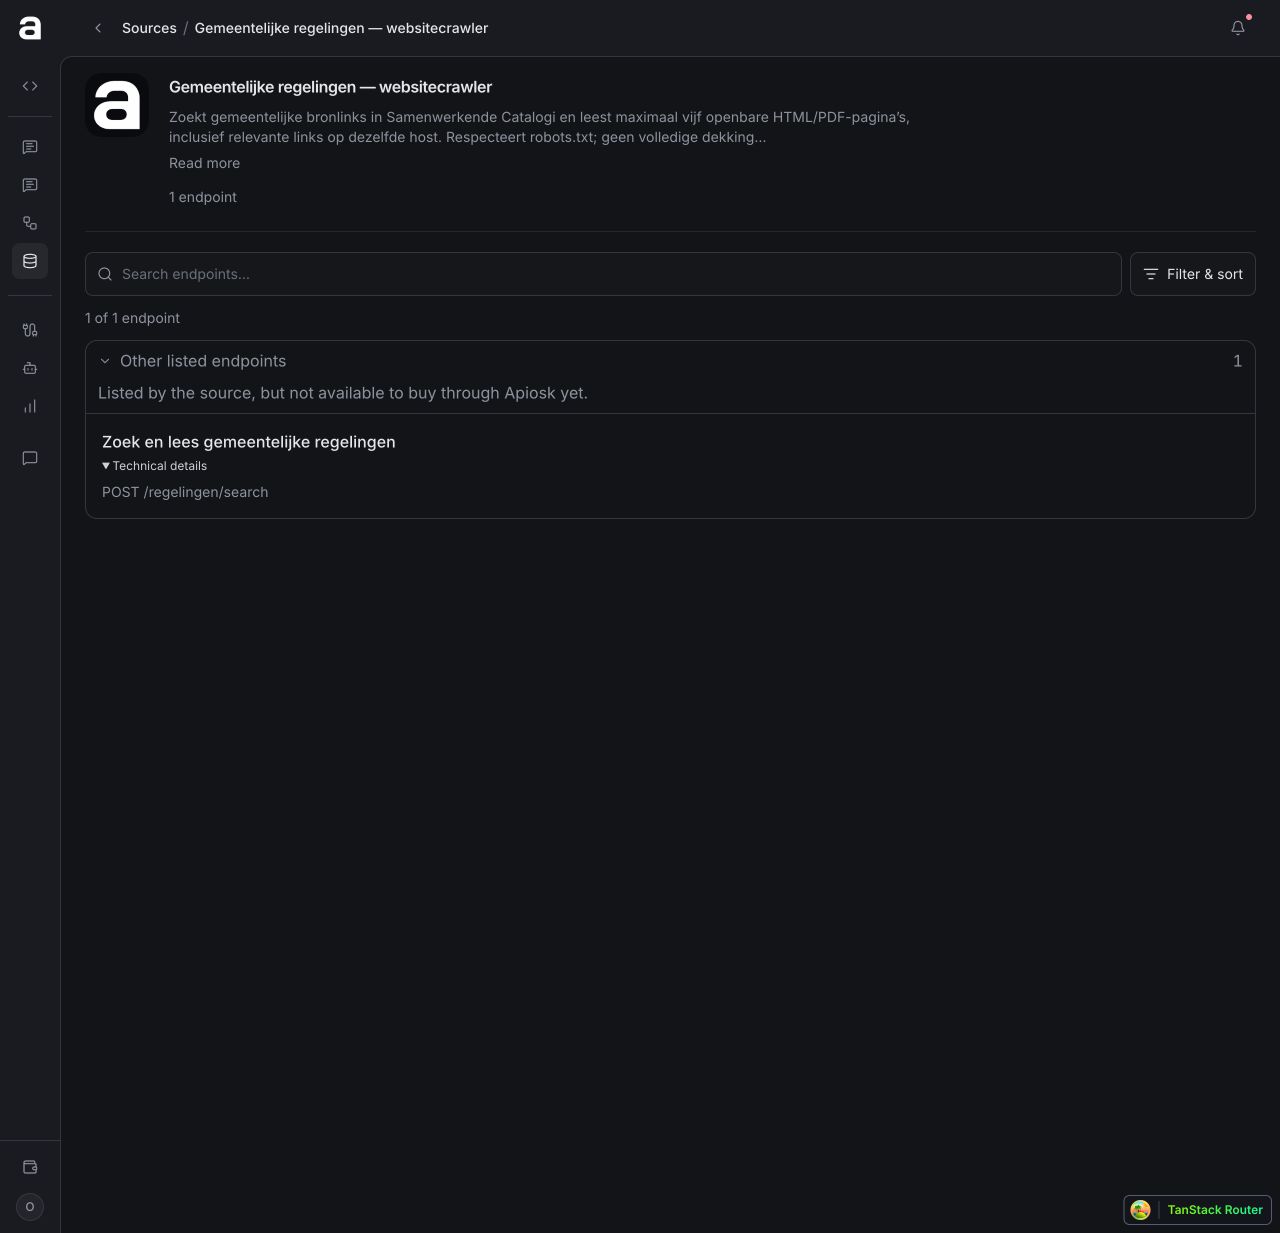 a
Sources / Gemeentelijke regelingen — websitecrawler
a
Gemeentelijke regelingen — websitecrawler
Zoekt gemeentelijke bronlinks in Samenwerkende Catalogi en leest maximaal vijf openbare HTML/PDF-pagina's,
inclusief relevante links op dezelfde host. Respecteert robots.txt; geen volledige dekking...
Read more
1 endpoint
Search endpoints...
Filter & sort
1 of 1 endpoint
Other listed endpoints 1
Listed by the source, but not available to buy through Apiosk yet.
Zoek en lees gemeentelijke regelingen
▼ Technical details
POST /regelingen/search
O
TanStack Router